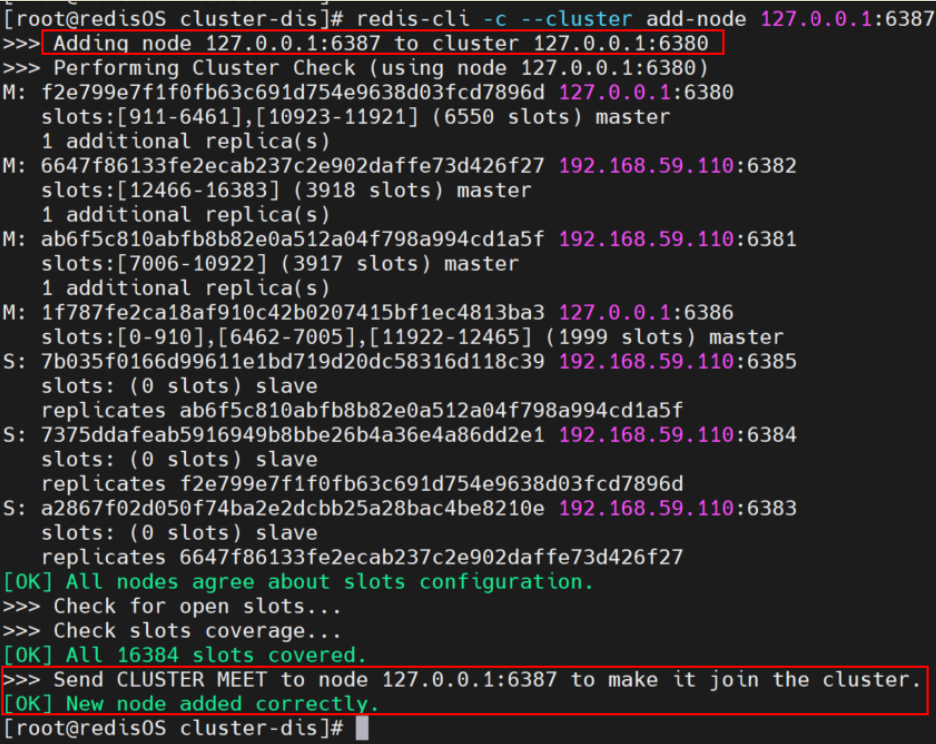 [root@redisOS cluster-dis]# redis-cli -c --cluster add-node 127.0.0.1:6387
>>> Adding node 127.0.0.1:6387 to cluster 127.0.0.1:6380
>>> Performing Cluster Check (using node 127.0.0.1:6380)
M: f2e799e7f1f0fb63c691d754e9638d03fcd7896d 127.0.0.1:6380
slots:[911-6461],[10923-11921] (6550 slots) master
1 additional replica(s)
M: 6647f86133fe2ecab237c2e902daffe73d426f27 192.168.59.110:6382
slots:[12466-16383] (3918 slots) master
1 additional replica(s)
M: ab6f5c810abfb8b82e0a512a04f798a994cd1a5f 192.168.59.110:6381
slots:[7006-10922] (3917 slots) master
1 additional replica(s)
M: 1f787fe2ca18af910c42b0207415bf1ec4813ba3 127.0.0.1:6386
slots:[0-910],[6462-7005],[11922-12465] (1999 slots) master
S: 7b035f0166d99611e1bd719d20dc58316d118c39 192.168.59.110:6385
slots: (0 slots) slave
replicates ab6f5c810abfb8b82e0a512a04f798a994cd1a5f
S: 7375ddafeab5916949b8bbe26b4a36e4a86dd2e1 192.168.59.110:6384
slots: (0 slots) slave
replicates f2e799e7f1f0fb63c691d754e9638d03fcd7896d
S: a2867f02d050f74ba2e2dcbb25a28bac4be8210e 192.168.59.110:6383
slots: (0 slots) slave
replicates 6647f86133fe2ecab237c2e902daffe73d426f27
[OK] All nodes agree about slots configuration.
>>> Check for open slots...
>>> Check slots coverage...
[OK] All 16384 slots covered.
>>> Send CLUSTER MEET to node 127.0.0.1:6387 to make it join the cluster.
[OK] New node added correctly.
[root@redisOS cluster-dis]#